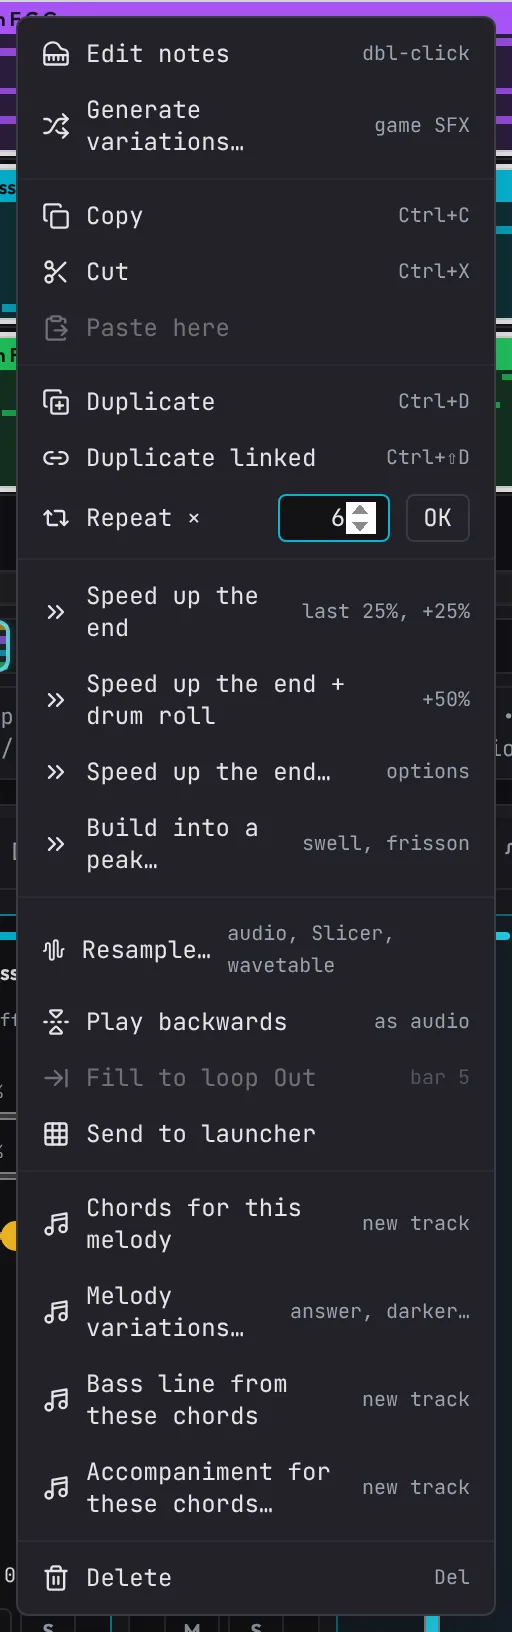 Edit notes dbl-click
Generate
variations… game SFX
Copy Ctrl+C
Cut Ctrl+X
Paste here
Duplicate Ctrl+D
Duplicate linked Ctrl+⇧D
Repeat × 6 OK
Speed up the
end last 25%, +25%
Speed up the end +
drum roll +50%
Speed up the end… options
Build into a
peak… swell, frisson
Resample… audio, Slicer,
wavetable
Play backwards as audio
Fill to loop Out bar 5
Send to launcher
Chords for this
melody new track
Melody
variations… answer, darker…
Bass line from
these chords new track
Accompaniment for
these chords… new track
Delete Del
S M S